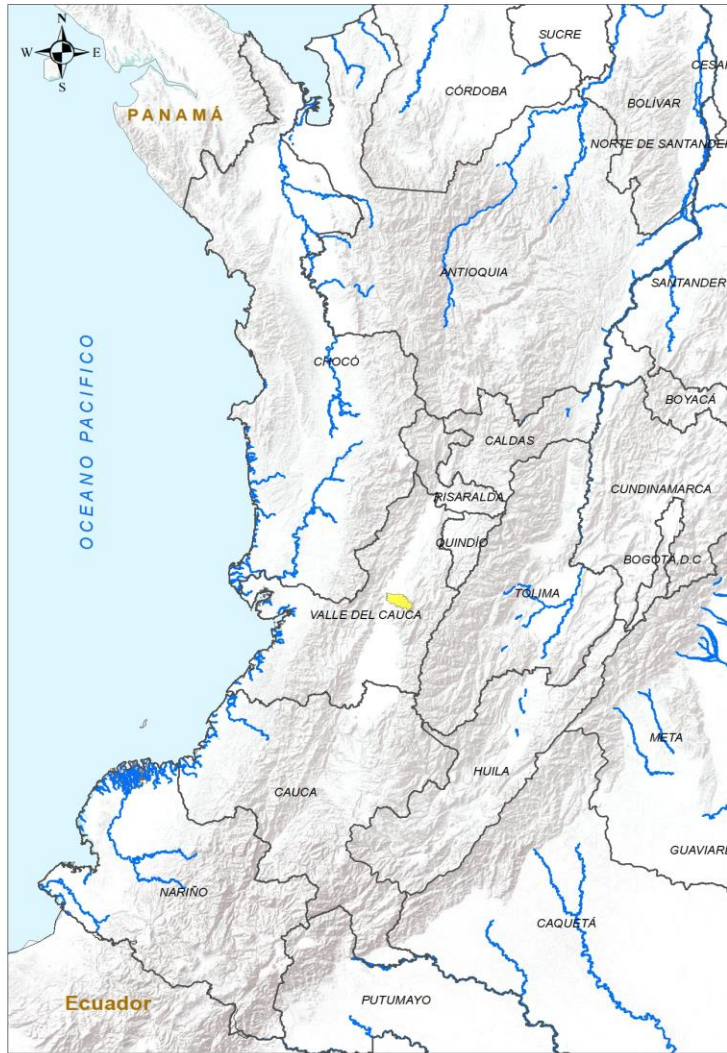 N
W E
S
SUCRE
CÓRDOBA
CESAR
BOLÍVAR
PANAMÁ
NORTE DE SANTANDER
ANTIOQUIA
SANTANDER
OCEANO PACIFICO
CHOCÓ
BOYACÁ
CALDAS
CUNDINAMARCA
RISARALDA
QUINDÍO
BOGOTÁ, D.C
TOLIMA
VALLE DEL CAUCA
META
HUILA
CAUCA
GUAVIARE
NARIÑO
CAQUETÁ
Ecuador
PUTUMAYO